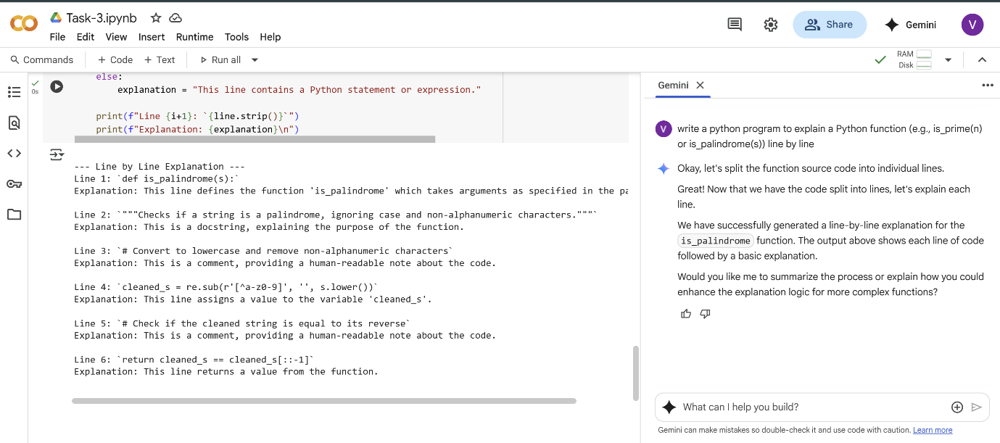 Task-3.ipynb
File Edit View Insert Runtime Tools Help
Share
Gemini
V
Commands + Code + Text Run all
RAM
Disk
0s
else:
explanation = "This line contains a Python statement or expression."
print(f"Line {i+1}: `{line.strip()}`")
print(f"Explanation: {explanation}\n")
--- Line by Line Explanation ---
Line 1: `def is_palindrome(s):`
Explanation: This line defines the function 'is_palindrome' which takes arguments as specified in the pa
Line 2: `"""Checks if a string is a palindrome, ignoring case and non-alphanumeric characters."""`
Explanation: This is a docstring, explaining the purpose of the function.
Line 3: `# Convert to lowercase and remove non-alphanumeric characters`
Explanation: This is a comment, providing a human-readable note about the code.
Line 4: `cleaned_s = re.sub(r'[^a-z0-9]', '', s.lower())`
Explanation: This line assigns a value to the variable 'cleaned_s'.
Line 5: `# Check if the cleaned string is equal to its reverse`
Explanation: This is a comment, providing a human-readable note about the code.
Line 6: `return cleaned_s == cleaned_s[::-1]`
Explanation: This line returns a value from the function.
Gemini
V
write a python program to explain a Python function (e.g., is_prime(n)
or is_palindrome(s)) line by line
Okay, let's split the function source code into individual lines.
Great! Now that we have the code split into lines, let's explain each
line.
We have successfully generated a line-by-line explanation for the
is_palindrome function. The output above shows each line of code
followed by a basic explanation.
Would you like me to summarize the process or explain how you could
enhance the explanation logic for more complex functions?
What can I help you build?
Gemini can make mistakes so double-check it and use code with caution. Learn more